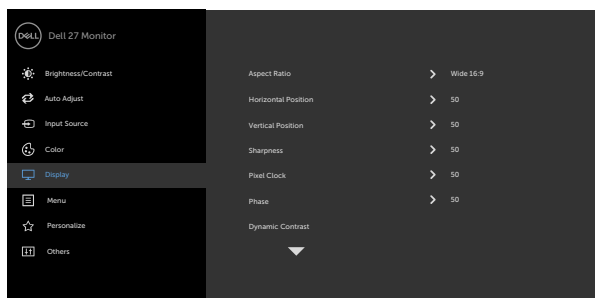 DELL Dell 27 Monitor
Brightness/Contrast
Auto Adjust
Input Source
Color
Display
Menu
Personalize
Others
Aspect Ratio Wide 16:9
Horizontal Position 50
Vertical Position 50
Sharpness 50
Pixel Clock 50
Phase 50
Dynamic Contrast